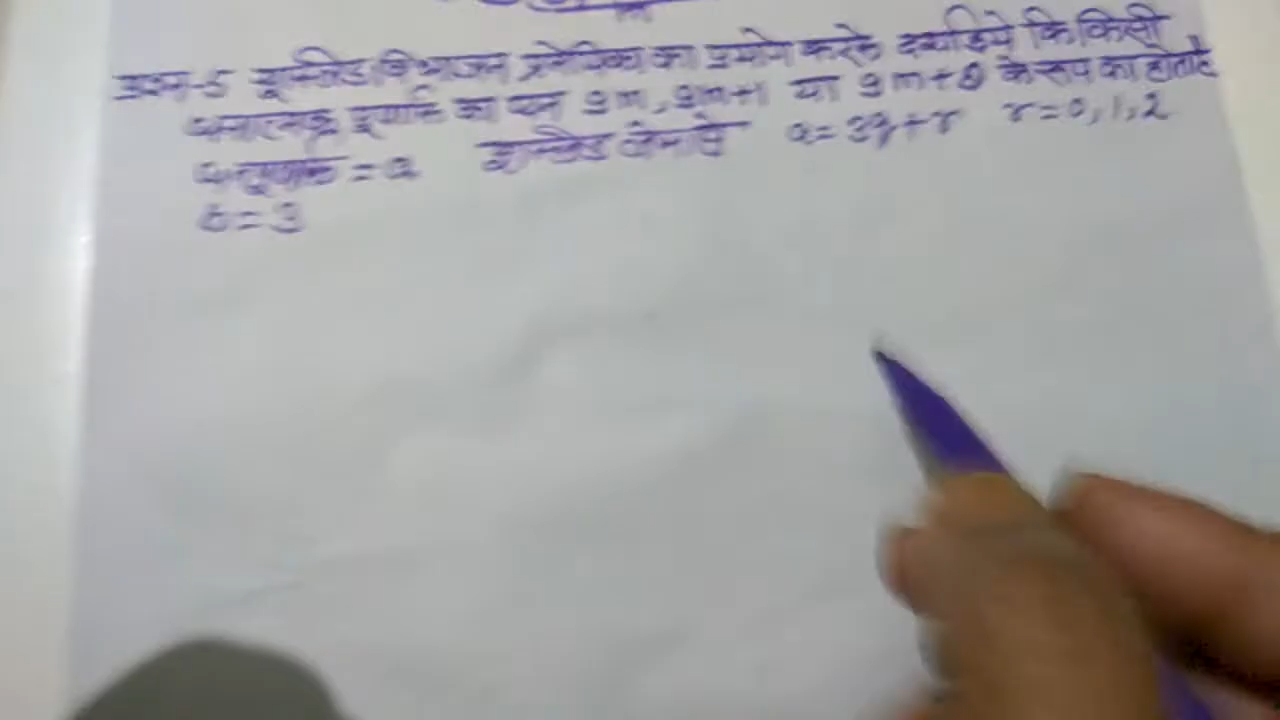 प्रश्न-5 यूक्लिड विभाजन प्रमेयिका का प्रयोग करके दर्शाइये कि किसी
धनात्मक पूर्णांक का घन 9m, 9m+1 या 9m+8 के रूप का होता है
धनपूर्णांक = a यूक्लिड लेमा से a=3q+r r=0,1,2
b=3